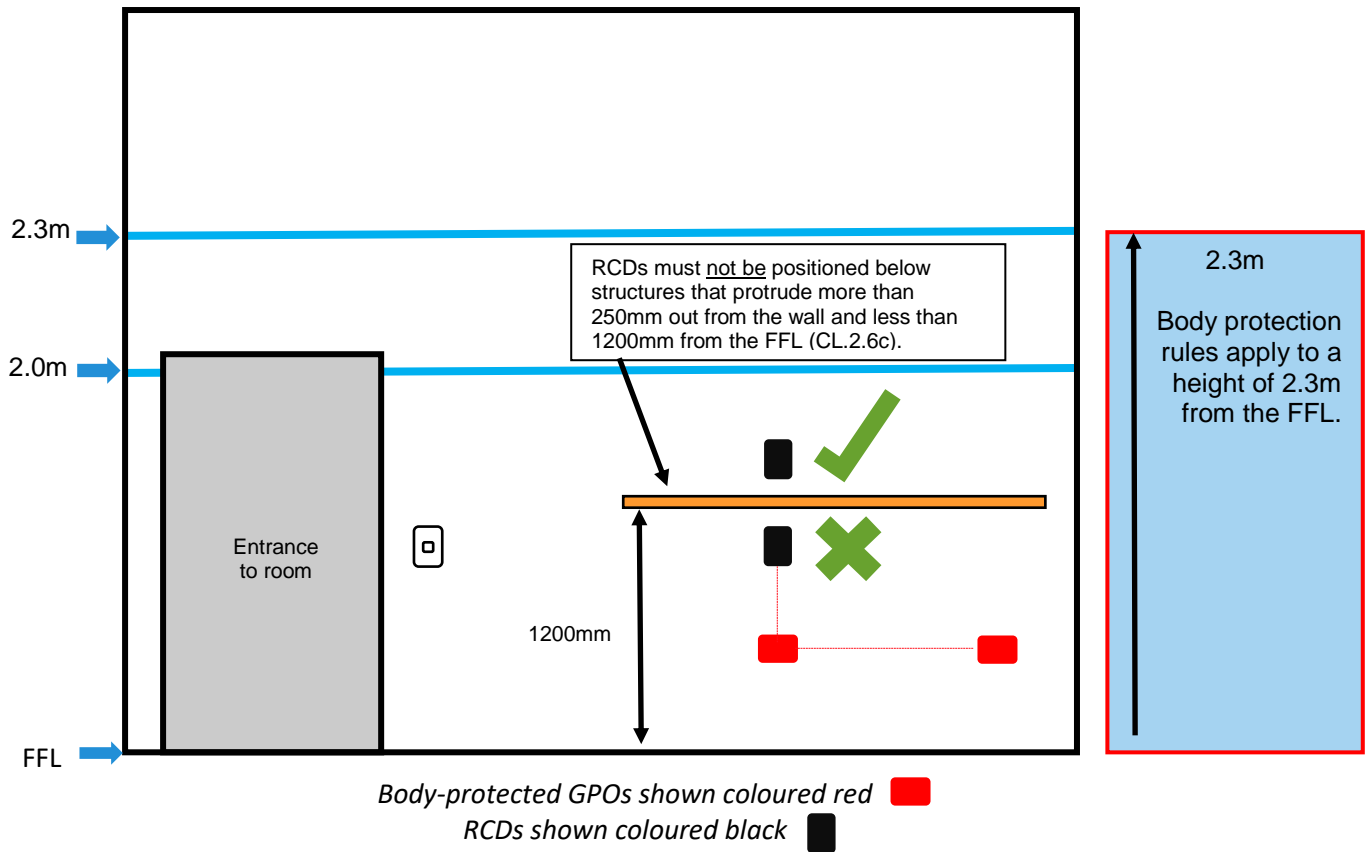 2.3m
RCDs must not be positioned below
structures that protrude more than
250mm out from the wall and less than
1200mm from the FFL (CL.2.6c).
2.0m
Entrance
to room
1200mm
FFL
2.3m
Body protection
rules apply to a
height of 2.3m
from the FFL.
Body-protected GPOs shown coloured red
RCDs shown coloured black